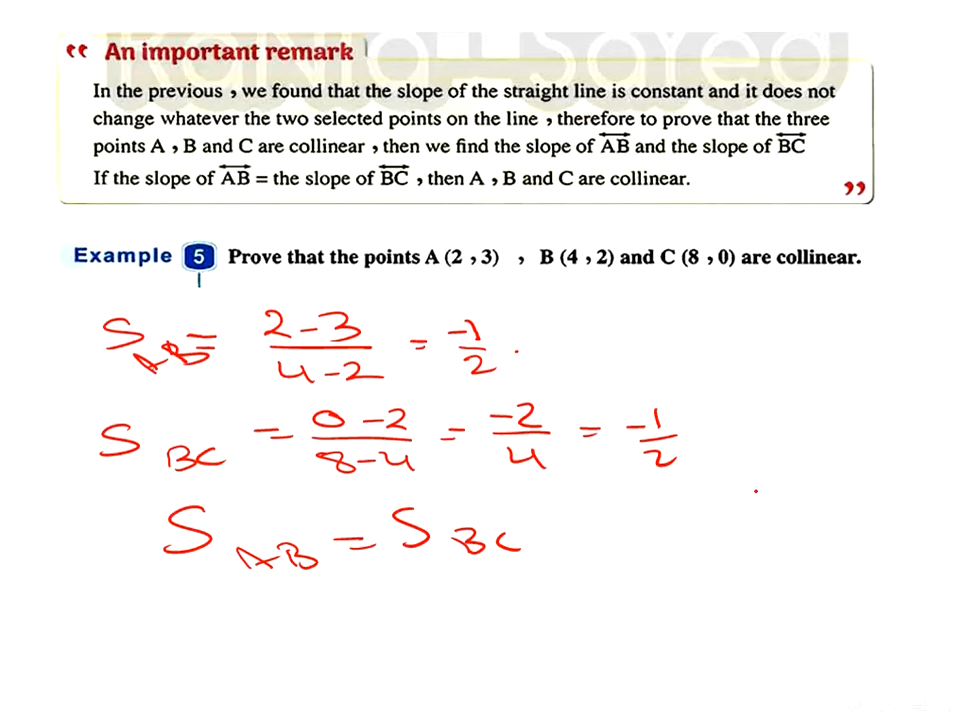 Rania - Sayed
“ An important remark
In the previous , we found that the slope of the straight line is constant and it does not
change whatever the two selected points on the line , therefore to prove that the three
points A , B and C are collinear , then we find the slope of AB and the slope of BC
If the slope of AB = the slope of BC , then A , B and C are collinear.
”
Example 5 Prove that the points A (2 , 3) , B (4 , 2) and C (8 , 0) are collinear.
S AB = 2-3 / 4-2 = -1/2 .
S BC = 0-2 / 8-4 = -2/4 = -1/2
S AB = S BC